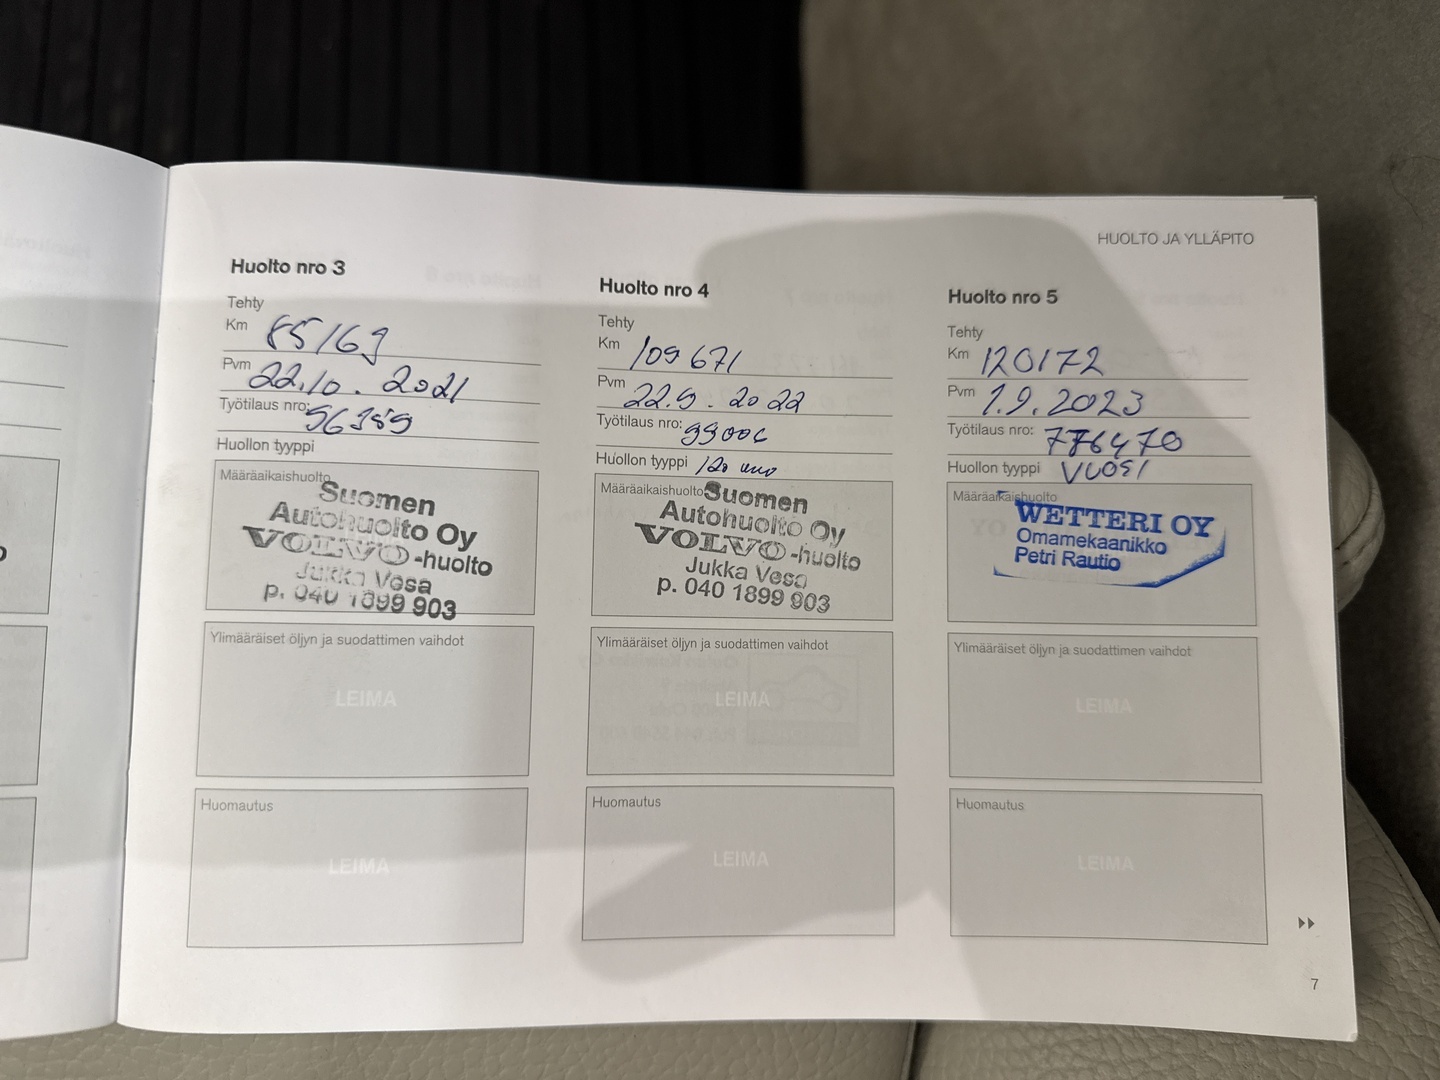 HUOLTO JA YLLÄPITO
Huolto nro 3
Tehty
Km 85169
Pvm 22.10.2021
Työtilaus nro: 96389
Huollon tyyppi
Määräaikaishuolto
Suomen
Autohuolto Oy
VOLVO-huolto
Jukka Vesa
p. 040 1899 903
Ylimääräiset öljyn ja suodattimen vaihdot
LEIMA
Huomautus
LEIMA
Huolto nro 4
Tehty
Km 109671
Pvm 22.9.2022
Työtilaus nro: 99006
Huollon tyyppi 120
Määräaikaishuolto
Suomen
Autohuolto Oy
VOLVO-huolto
Jukka Vesa
p. 040 1899 903
Ylimääräiset öljyn ja suodattimen vaihdot
LEIMA
Huomautus
LEIMA
Huolto nro 5
Tehty
Km 120172
Pvm 1.9.2023
Työtilaus nro: 776470
Huollon tyyppi VUOSI
Määräaikaishuolto
WETTERI OY
Omamekaanikko
Petri Rautio
Ylimääräiset öljyn ja suodattimen vaihdot
LEIMA
Huomautus
LEIMA
7